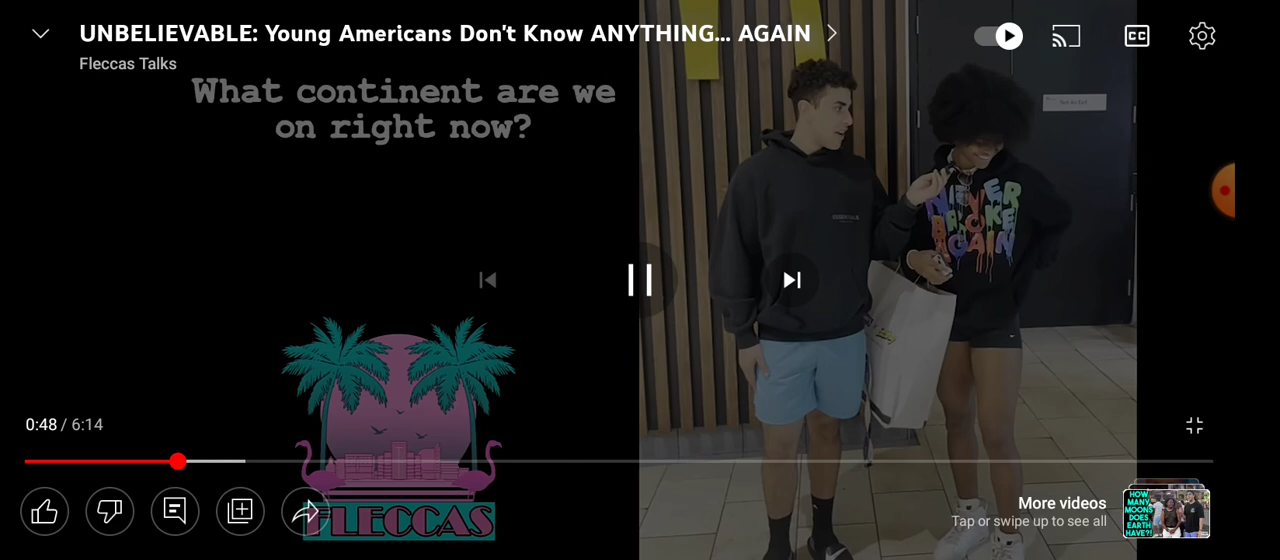 UNBELIEVABLE: Young Americans Don't Know ANYTHING... AGAIN
Fleccas Talks
CC
What continent are we
on right now?
ESSENTIALS
NEVER
BROKE
AGAIN
0:48 / 6:14
FLECCAS
More videos
Tap or swipe up to see all
HOW
MANY
MOONS
DOES
EARTH
HAVE?!